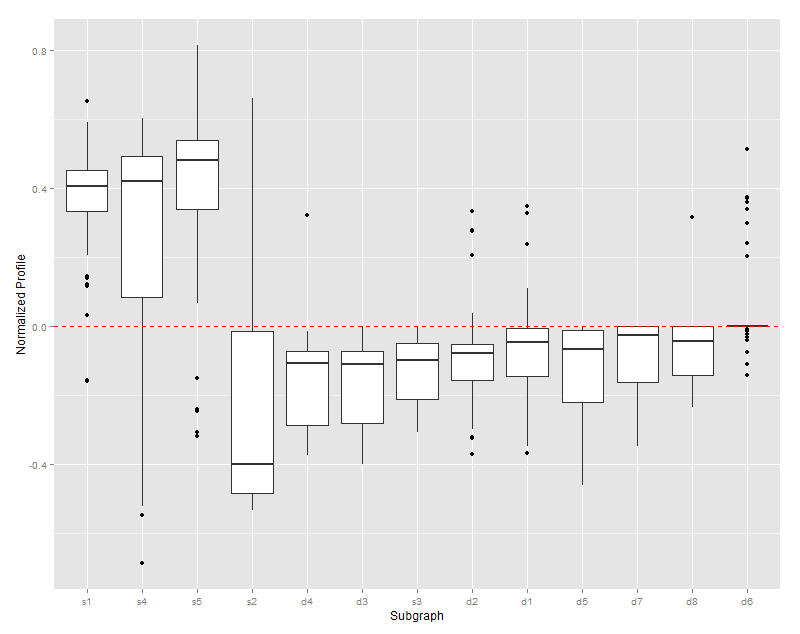 Normalized Profile
0.8
0.4
0.0
-0.4
s1 s4 s5 s2 d4 d3 s3 d2 d1 d5 d7 d8 d6
Subgraph